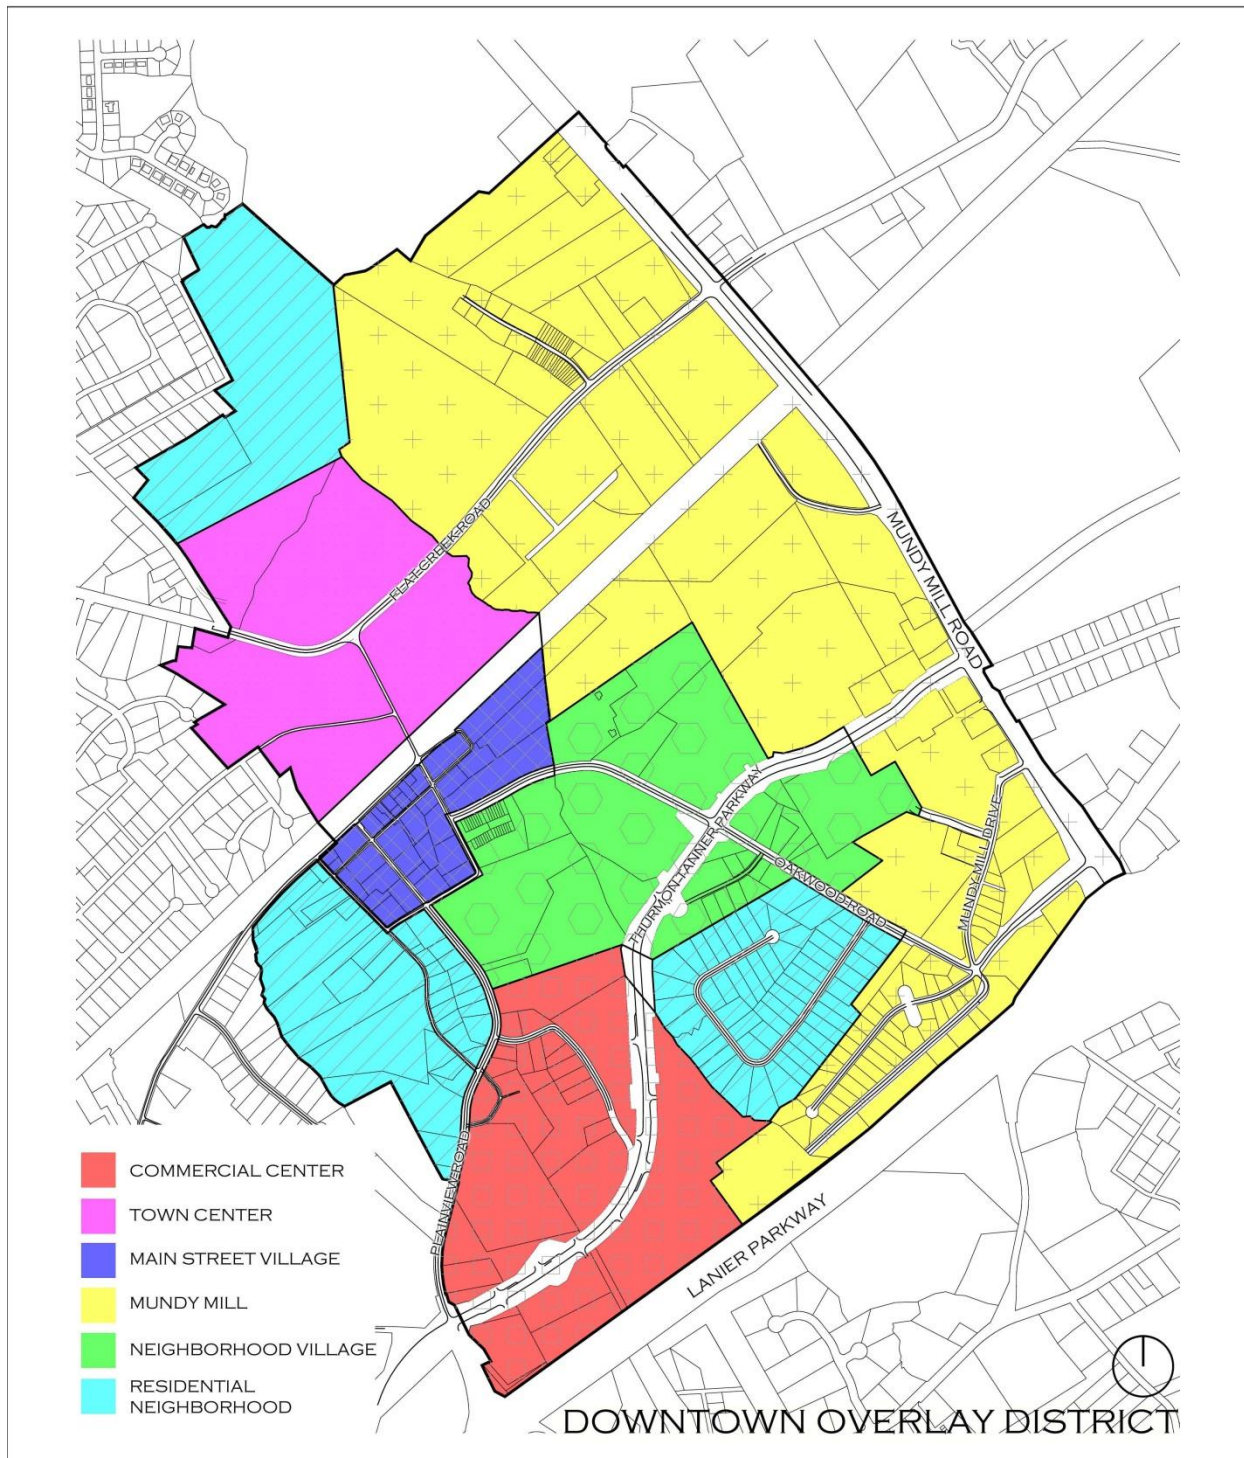 FLAT CREEK ROAD
MUNDY MILL ROAD
THURMON TANNER PARKWAY
OAKWOOD ROAD
MUNDY MILL DRIVE
PLAINVIEW ROAD
LANIER PARKWAY
COMMERCIAL CENTER
TOWN CENTER
MAIN STREET VILLAGE
MUNDY MILL
NEIGHBORHOOD VILLAGE
RESIDENTIAL
NEIGHBORHOOD
DOWNTOWN OVERLAY DISTRICT